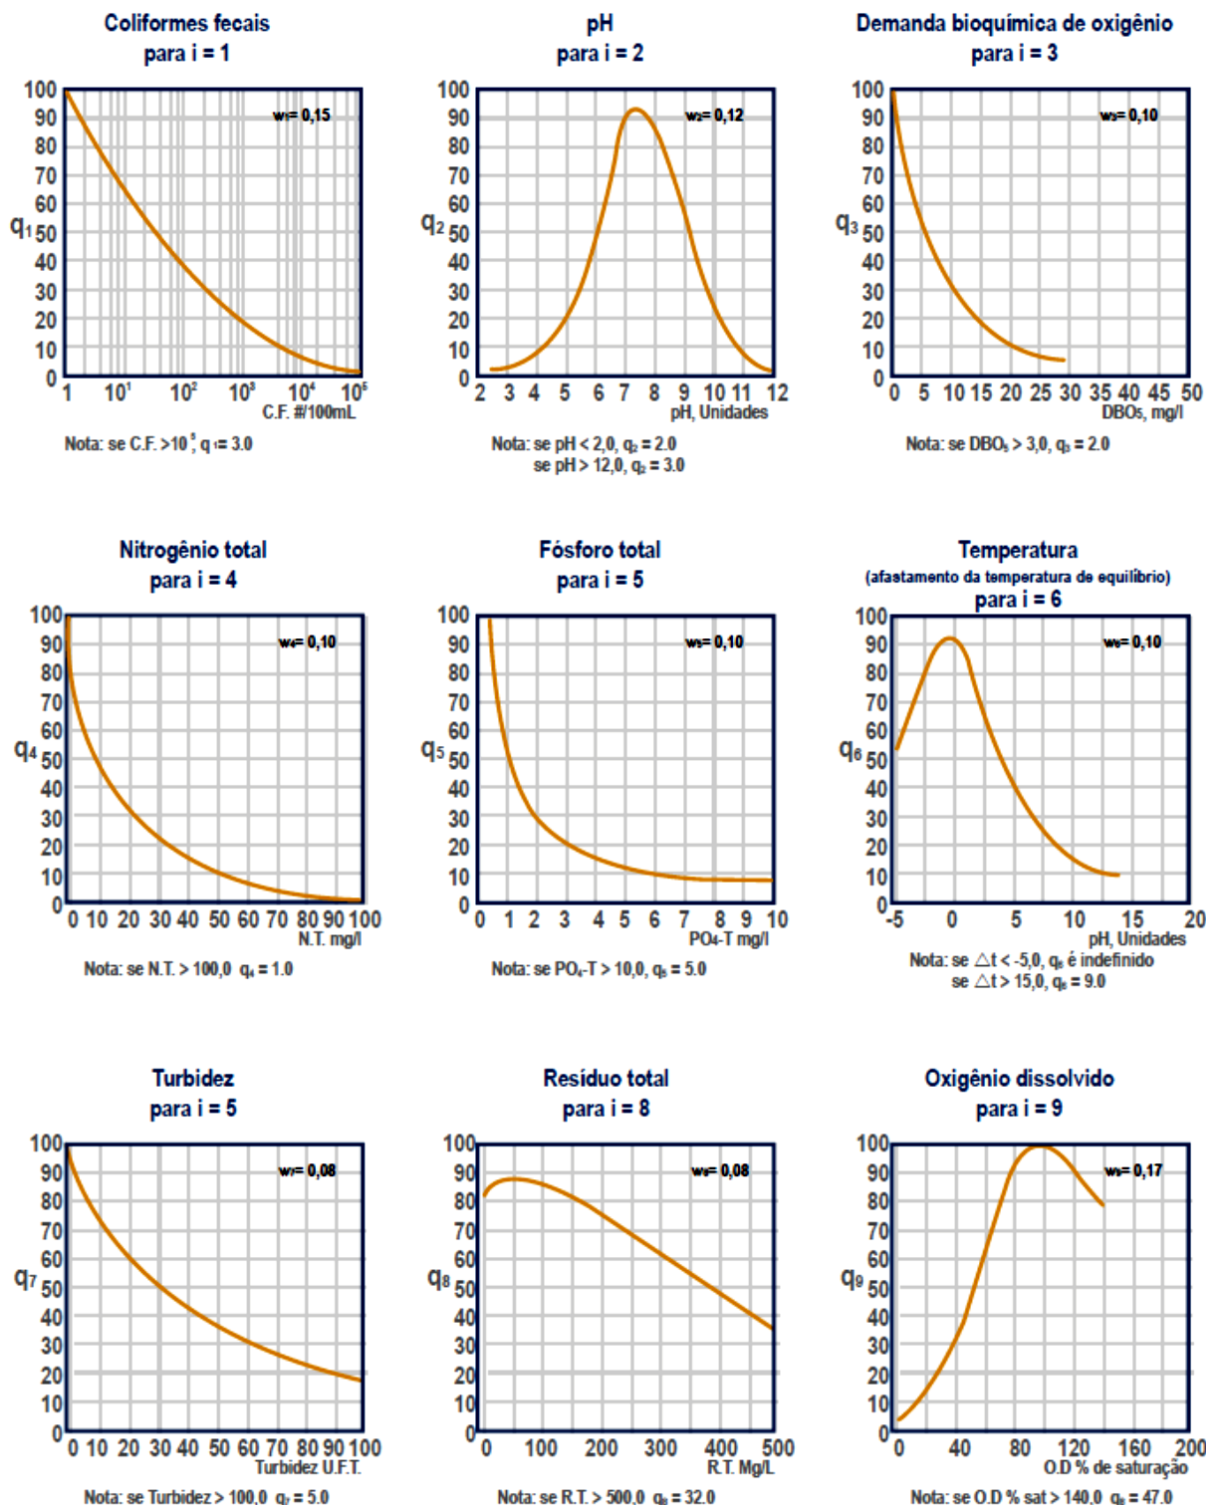 Coliformes fecais
para i = 1
w₁= 0,15
100
90
80
70
60
50
40
30
20
10
0
q₁
1 10¹ 10² 10³ 10⁴ 10⁵
C.F. #/100mL
Nota: se C.F. >10⁵, q₁= 3.0
pH
para i = 2
w₂= 0,12
100
90
80
70
60
50
40
30
20
10
0
q₂
2 3 4 5 6 7 8 9 10 11 12
pH, Unidades
Nota: se pH < 2,0, q₂ = 2.0
se pH > 12,0, q₂ = 3.0
Demanda bioquímica de oxigênio
para i = 3
w₃= 0,10
100
90
80
70
60
50
40
30
20
10
0
q₃
0 5 10 15 20 25 30 35 40 45 50
DBO₅, mg/l
Nota: se DBO₅ > 3,0, q₃ = 2.0
Nitrogênio total
para i = 4
w₄= 0,10
100
90
80
70
60
50
40
30
20
10
0
q₄
0 10 20 30 40 50 60 70 80 90 100
N.T. mg/l
Nota: se N.T. > 100,0 q₄ = 1.0
Fósforo total
para i = 5
w₅= 0,10
100
90
80
70
60
50
40
30
20
10
0
q₅
0 1 2 3 4 5 6 7 8 9 10
PO₄-T mg/l
Nota: se PO₄-T > 10,0, q₅ = 5.0
Temperatura
(afastamento da temperatura de equilíbrio)
para i = 6
w₆= 0,10
100
90
80
70
60
50
40
30
20
10
0
q₆
-5 0 5 10 15 20
pH, Unidades
Nota: se △t < -5,0, q₆ é indefinido
se △t > 15,0, q₆ = 9.0
Turbidez
para i = 5
w₇= 0,08
100
90
80
70
60
50
40
30
20
10
0
q₇
0 10 20 30 40 50 60 70 80 90 100
Turbidez U.F.T.
Nota: se Turbidez > 100,0 q₇ = 5.0
Resíduo total
para i = 8
w₈= 0,08
100
90
80
70
60
50
40
30
20
10
0
q₈
0 100 200 300 400 500
R.T. Mg/L
Nota: se R.T. > 500,0 q₈ = 32.0
Oxigênio dissolvido
para i = 9
w₉= 0,17
100
90
80
70
60
50
40
30
20
10
0
q₉
0 40 80 120 160 200
O.D % de saturação
Nota: se O.D % sat > 140,0 q₉ = 47.0